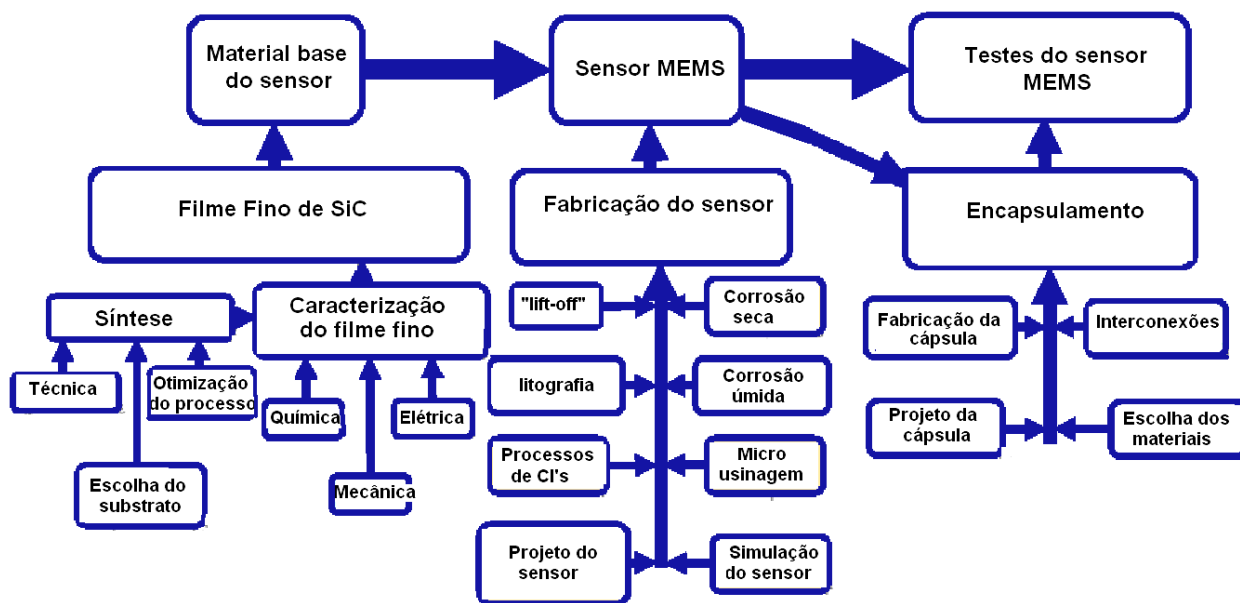 Material base
do sensor
Sensor MEMS
Testes do sensor
MEMS
Filme Fino de SiC
Fabricação do sensor
Encapsulamento
Síntese
Caracterização
do filme fino
Técnica
Otimização
do processo
Escolha do
substrato
Química
Mecânica
Elétrica
"lift-off"
Corrosão
seca
litografia
Corrosão
úmida
Processos
de CI's
Micro
usinagem
Projeto do
sensor
Simulação
do sensor
Fabricação da
cápsula
Interconexões
Projeto da
cápsula
Escolha dos
materiais